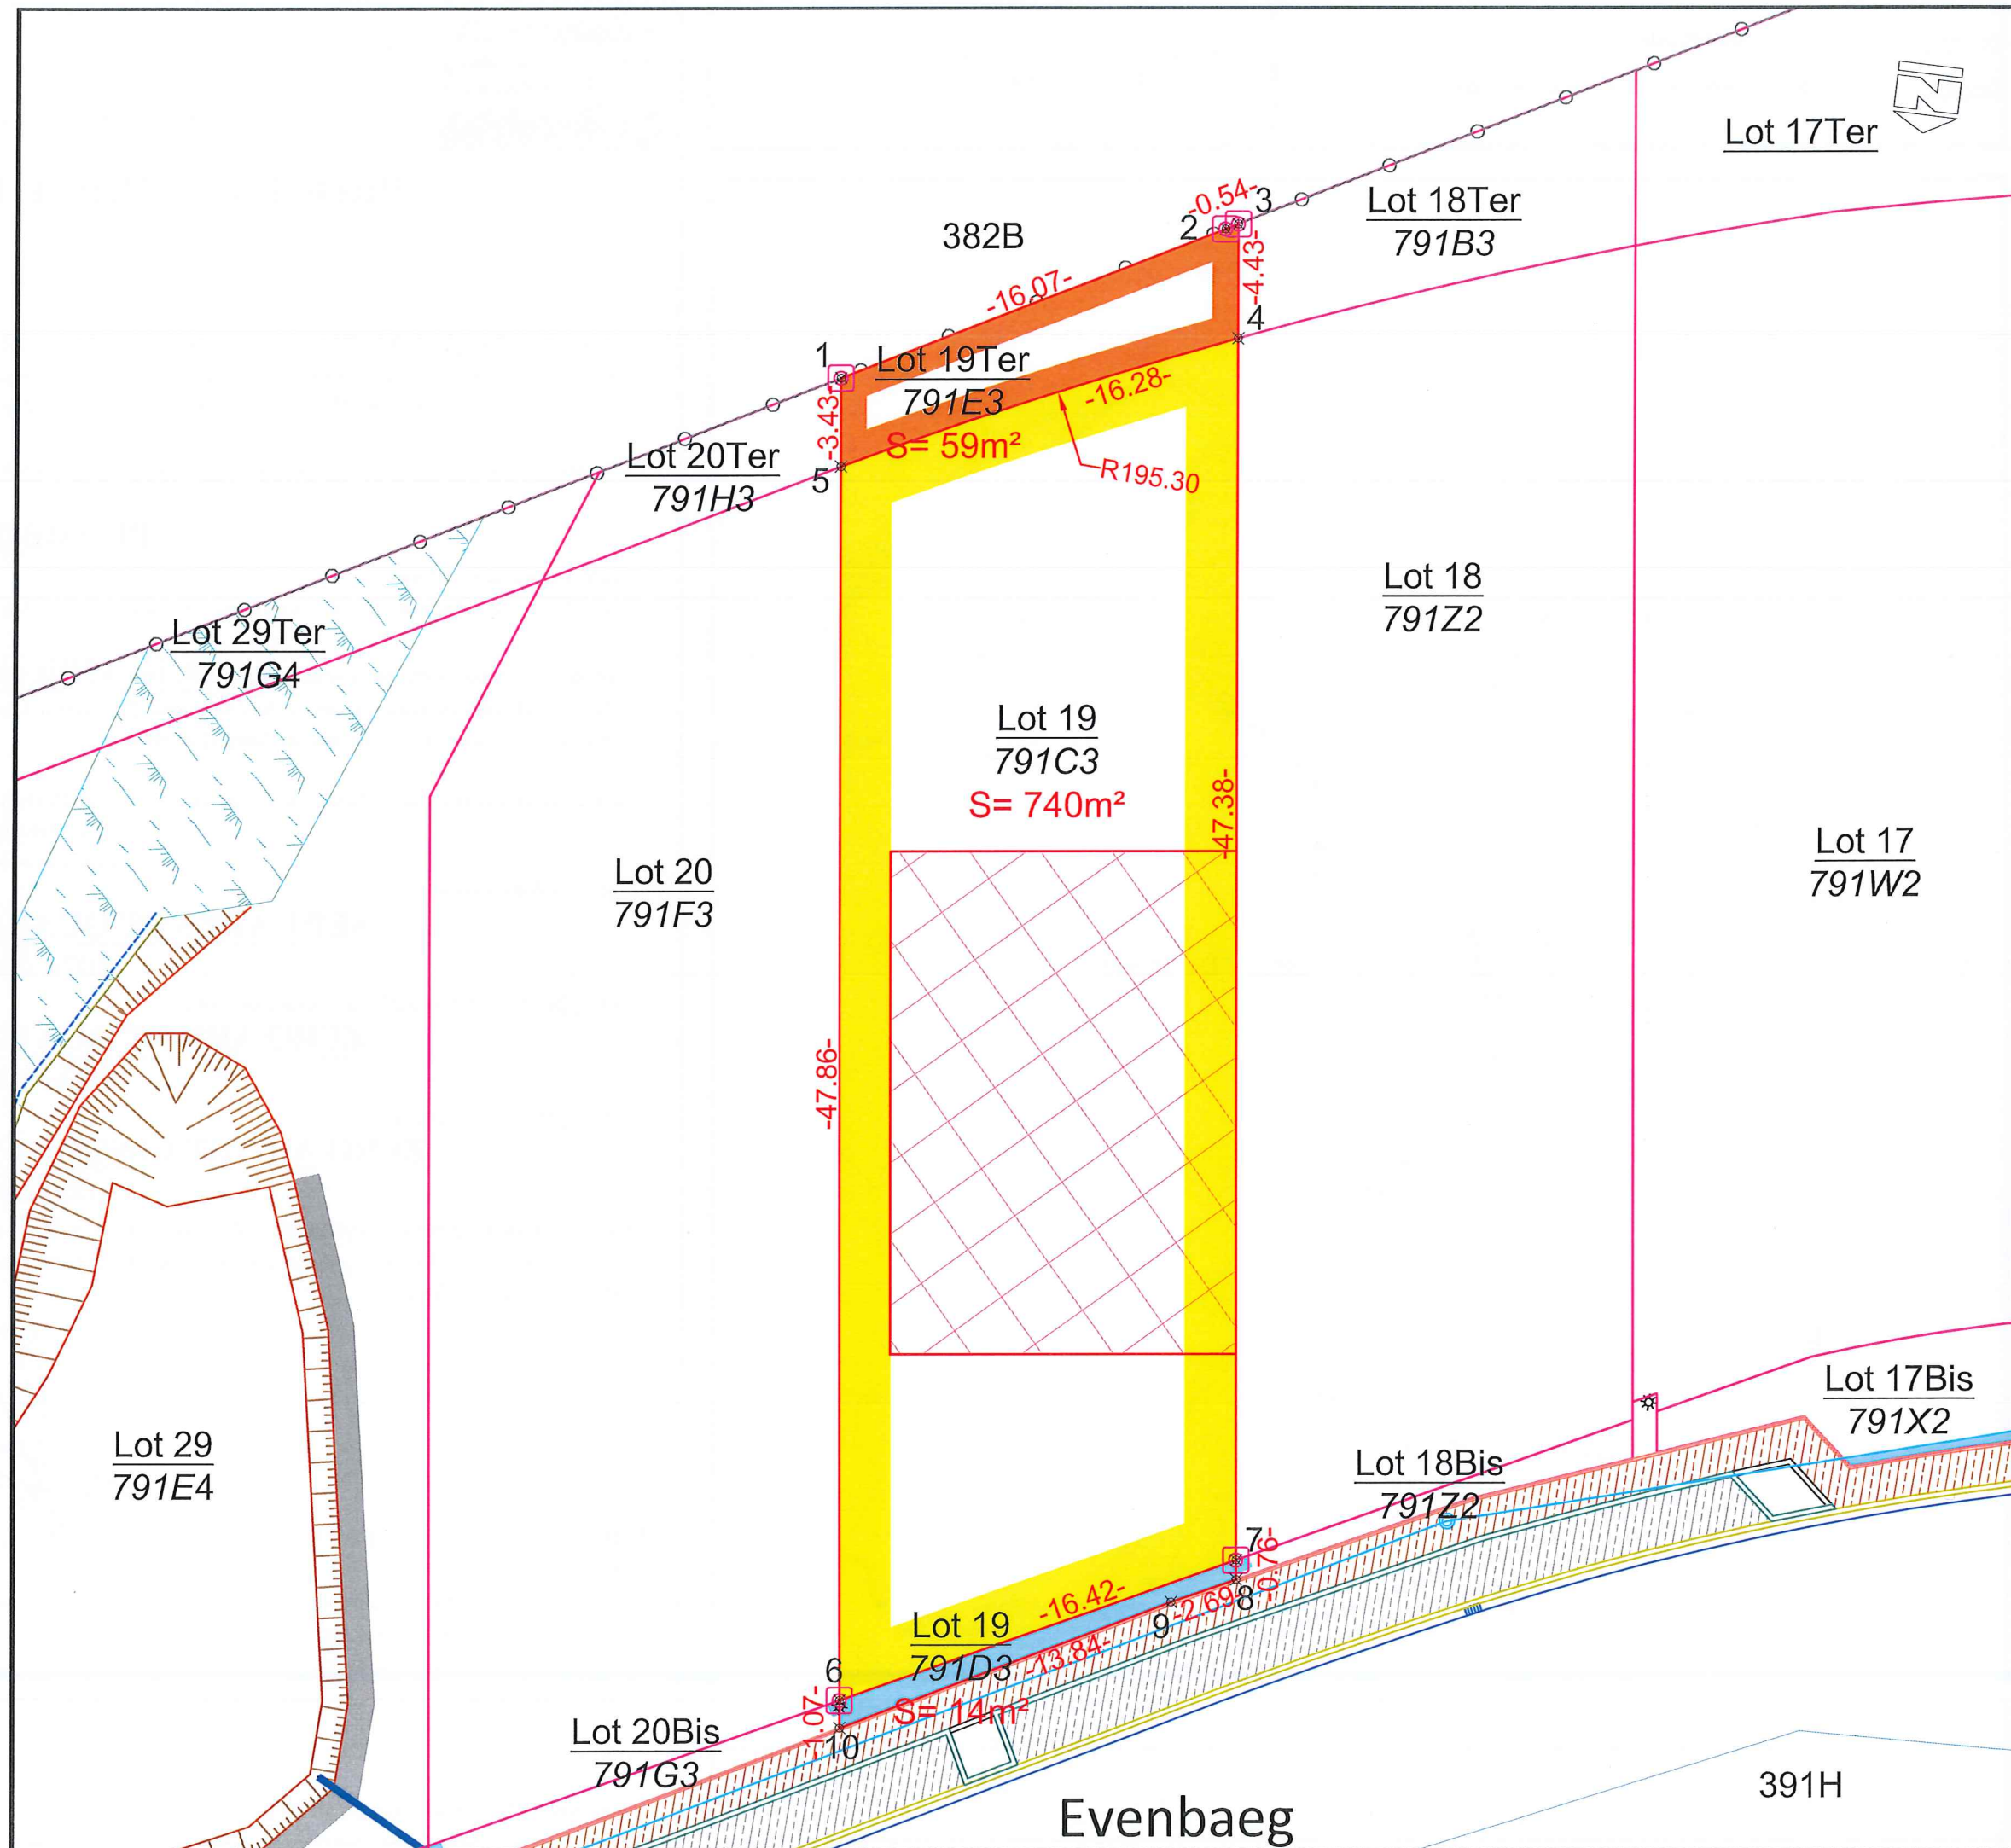 N
Lot 17Ter
Lot 18Ter
791B3
382B
-0.54-
3
2
-16.07-
-4.43-
4
1
Lot 19Ter
791E3
S= 59m²
-3.43-
-16.28-
R195.30
5
Lot 20Ter
791H3
Lot 29Ter
791G4
Lot 18
791Z2
Lot 19
791C3
S= 740m²
-47.38-
Lot 20
791F3
Lot 17
791W2
-47.86-
Lot 29
791E4
Lot 17Bis
791X2
Lot 18Bis
791Z2
7
-0.76-
8
-2.69-
9
-16.42-
-13.84-
Lot 19
791D3
S= 14m²
6
-1.07-
10
Lot 20Bis
791G3
391H
Evenbaeg